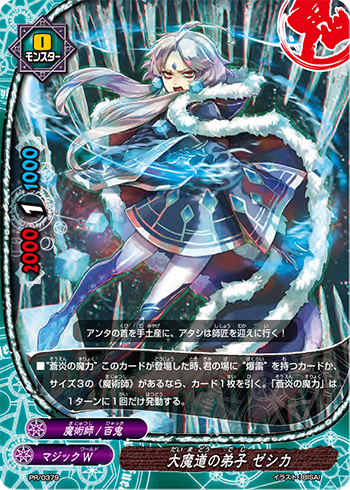 0
モンスター
2000
1
1000
アンタの首を手土産に、アタシは師匠を迎えに行く!
■“蒼炎の魔力” このカードが登場した時、君の場に “爆雷” を持つカードか、
サイズ3の《魔術師》があるなら、カード1枚を引く。“蒼炎の魔力” は
1ターンに1回だけ発動する。
魔術師/百鬼
マジックW
大魔道の弟子 ゼシカ
PR/0379
イラスト: